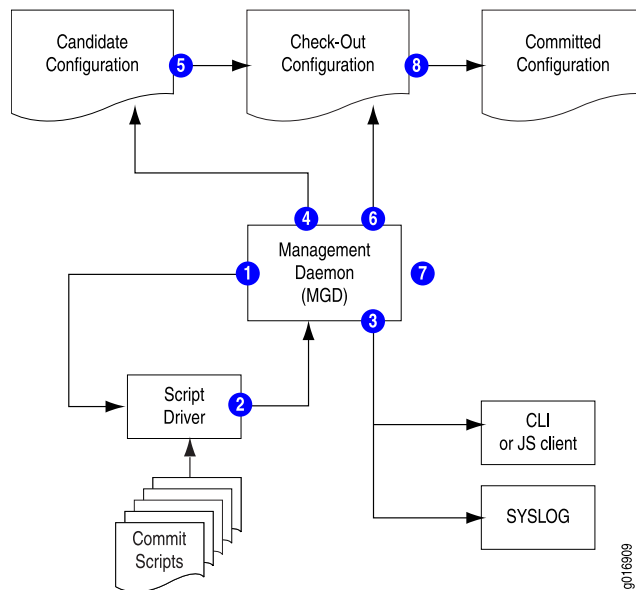 Candidate
Configuration
5
Check-Out
Configuration
8
Committed
Configuration
4
6
1
Management
Daemon
(MGD)
7
3
Script
Driver
2
CLI
or JS client
SYSLOG
Commit
Scripts
g016909